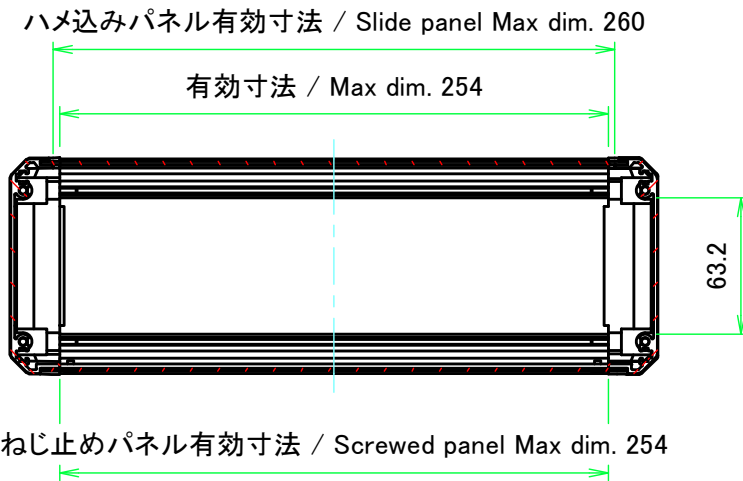 ハメ込みパネル有効寸法 / Slide panel Max dim. 260
有効寸法 / Max dim. 254
63.2
ねじ止めパネル有効寸法 / Screwed panel Max dim. 254